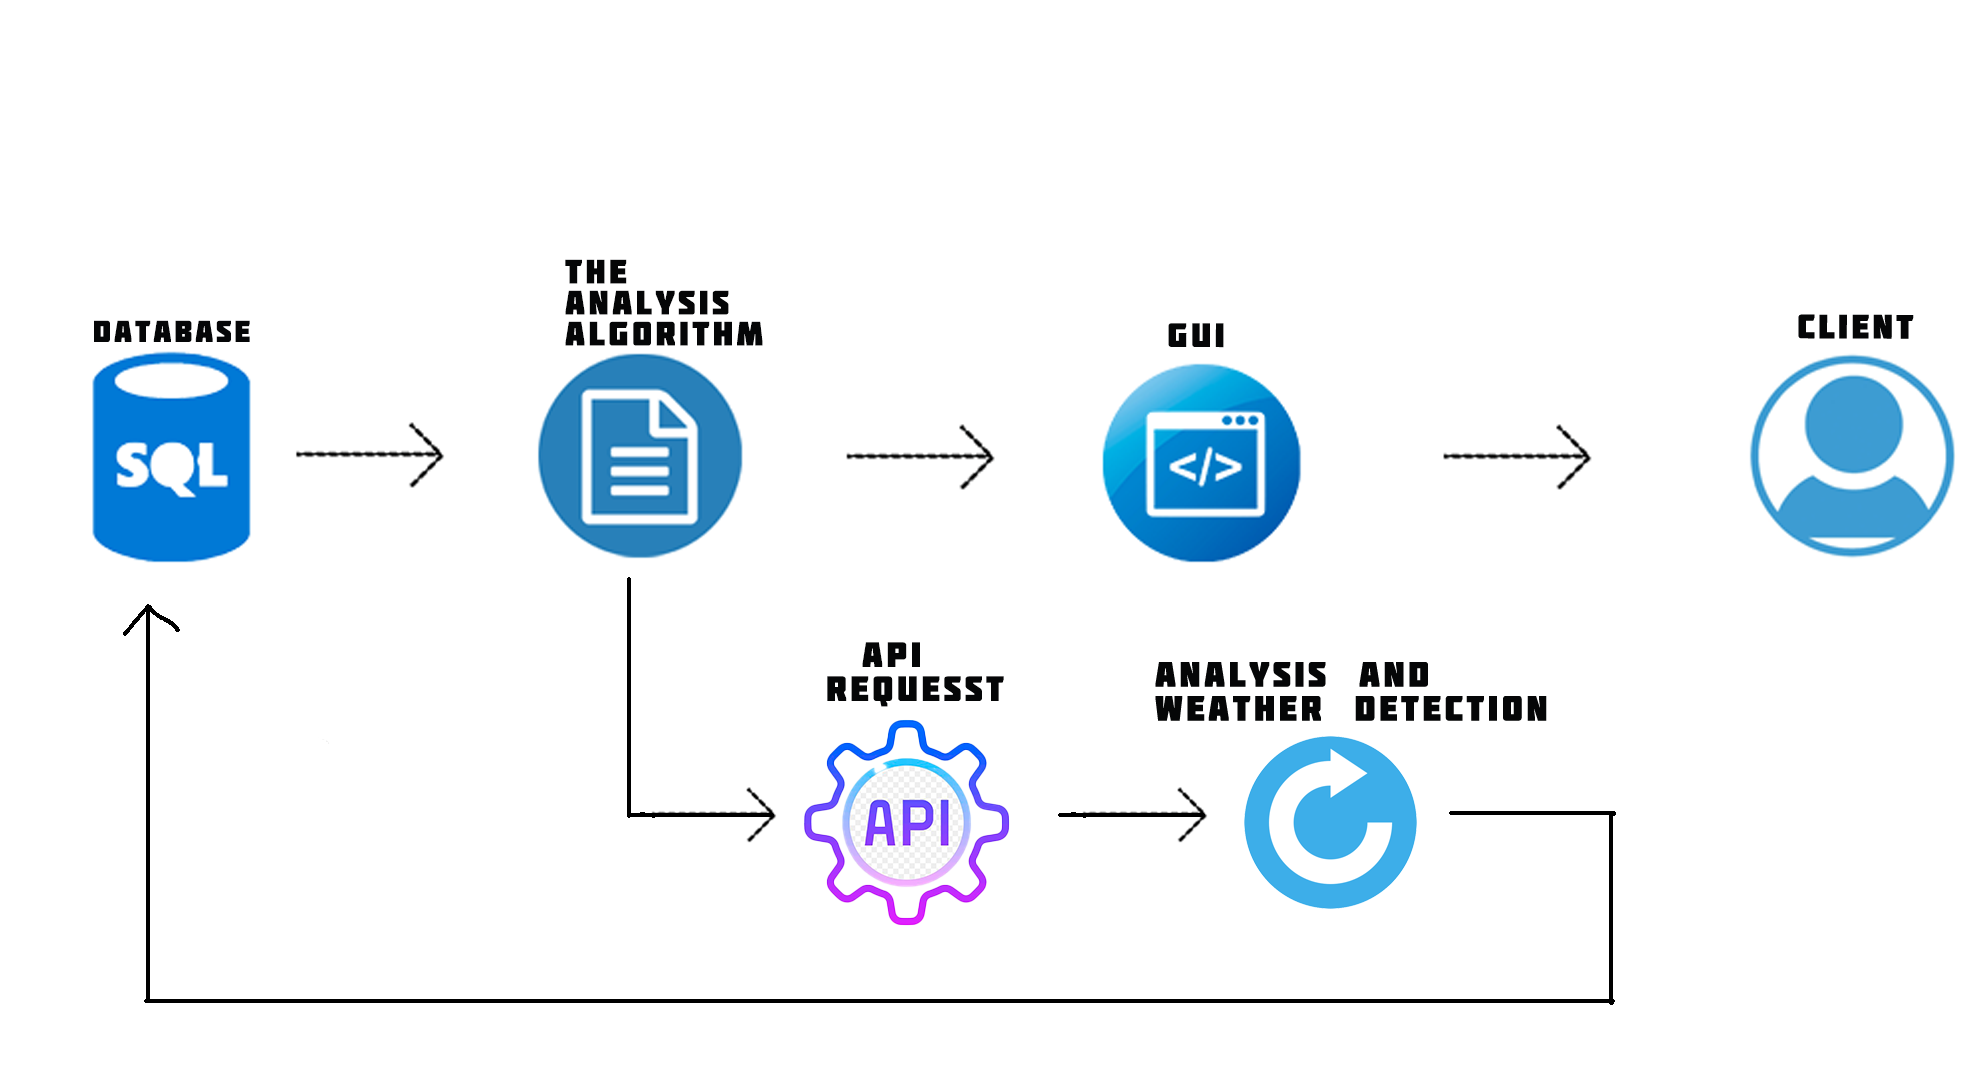 THE
ANALYSIS
ALGORITHM
DATABASE
GUI
CLIENT
SQL
</>
API
REQUESST
ANALYSIS AND
WEATHER DETECTION
API